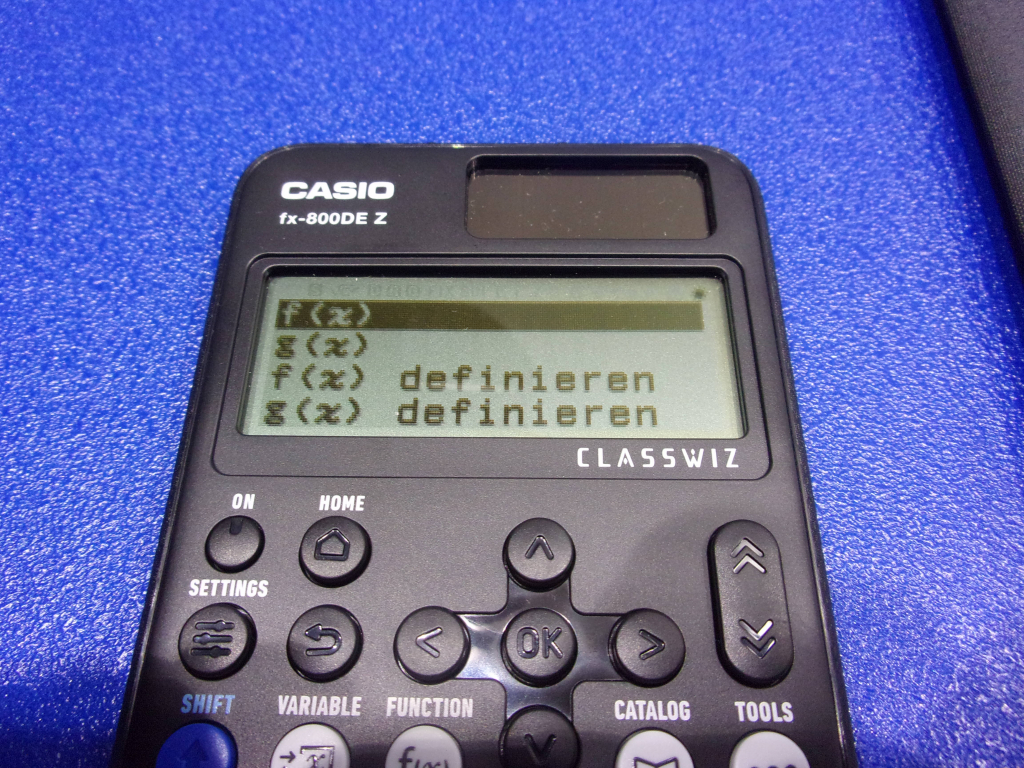 CASIO
fx-800DE Z
f(x)
g(x)
f(x) definieren
g(x) definieren
CLASSWIZ
ON
HOME
SETTINGS
OK
SHIFT
VARIABLE
FUNCTION
CATALOG
TOOLS
x
f(x)